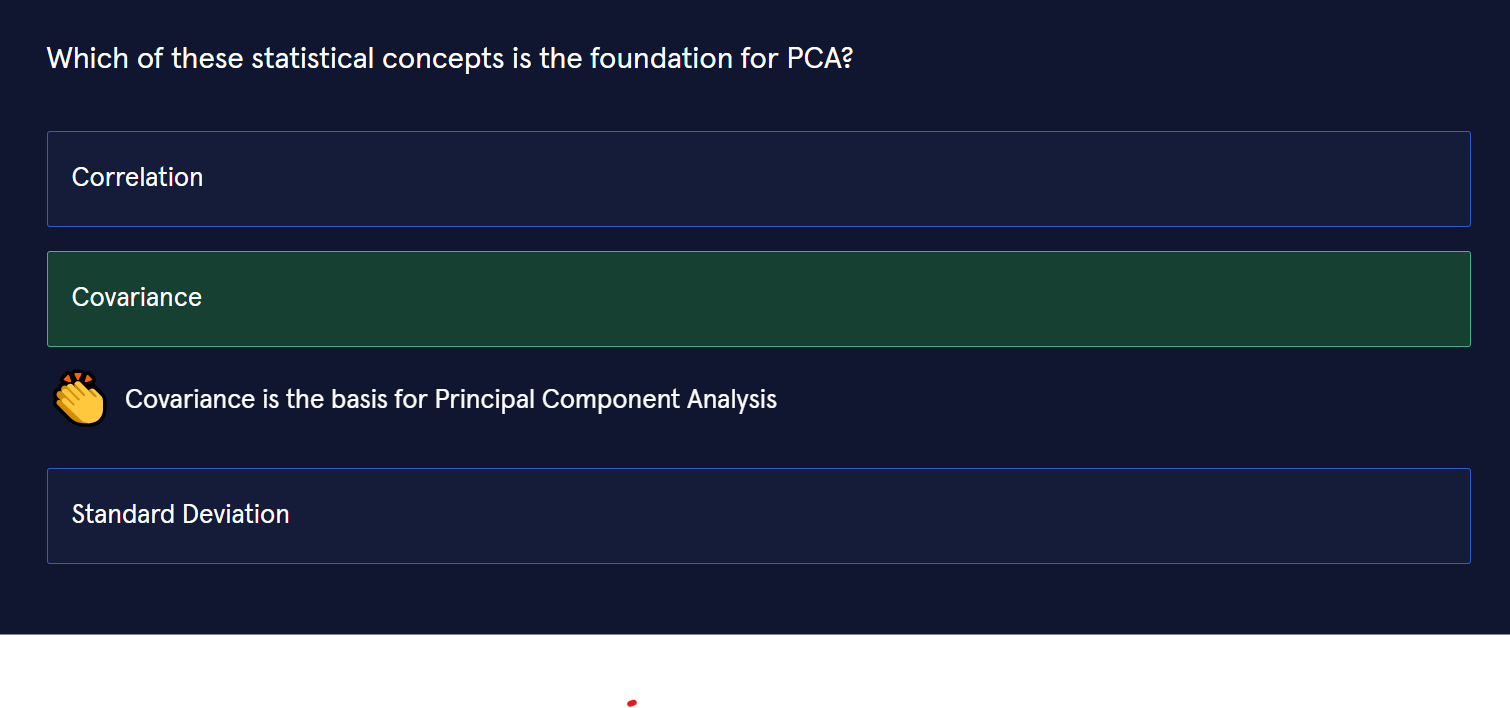 Which of these statistical concepts is the foundation for PCA?
Correlation
Covariance
Covariance is the basis for Principal Component Analysis
Standard Deviation